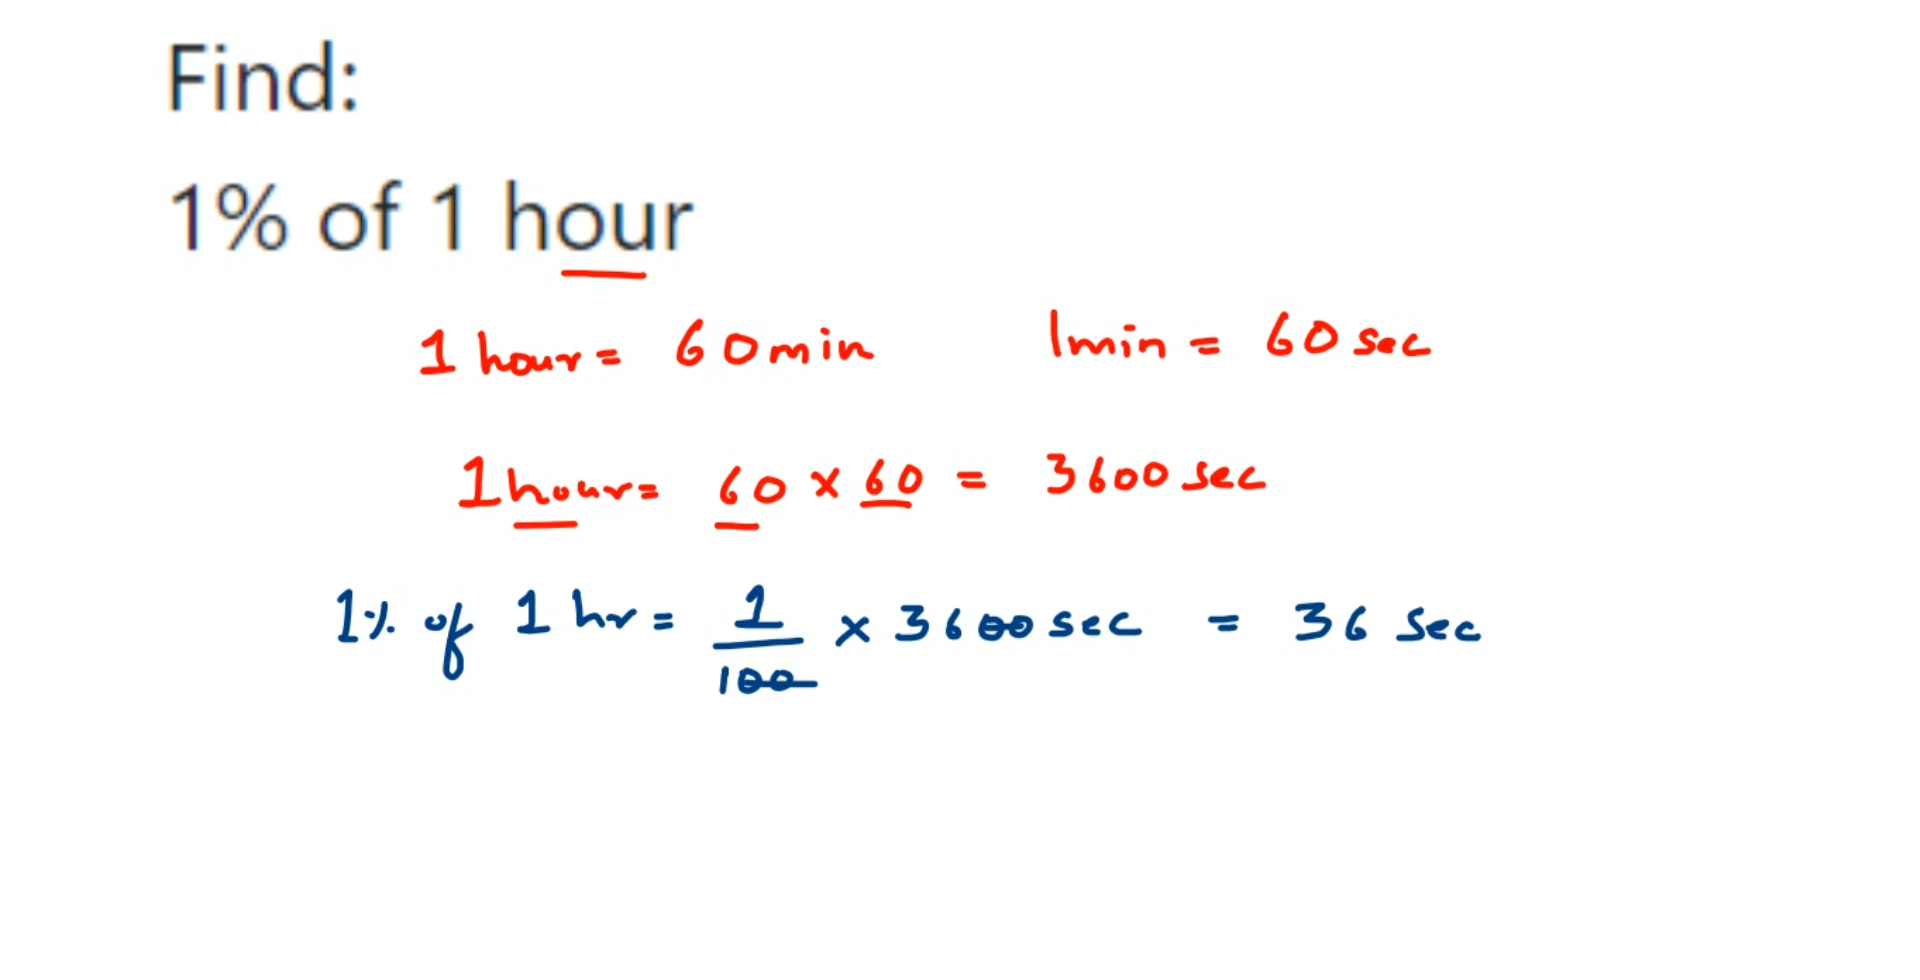 Find:
1% of 1 hour
1 hour = 60 min 1 min = 60 sec
1 hour = 60 × 60 = 3600 sec
1% of 1 hr = 1/100 × 3600 sec = 36 sec